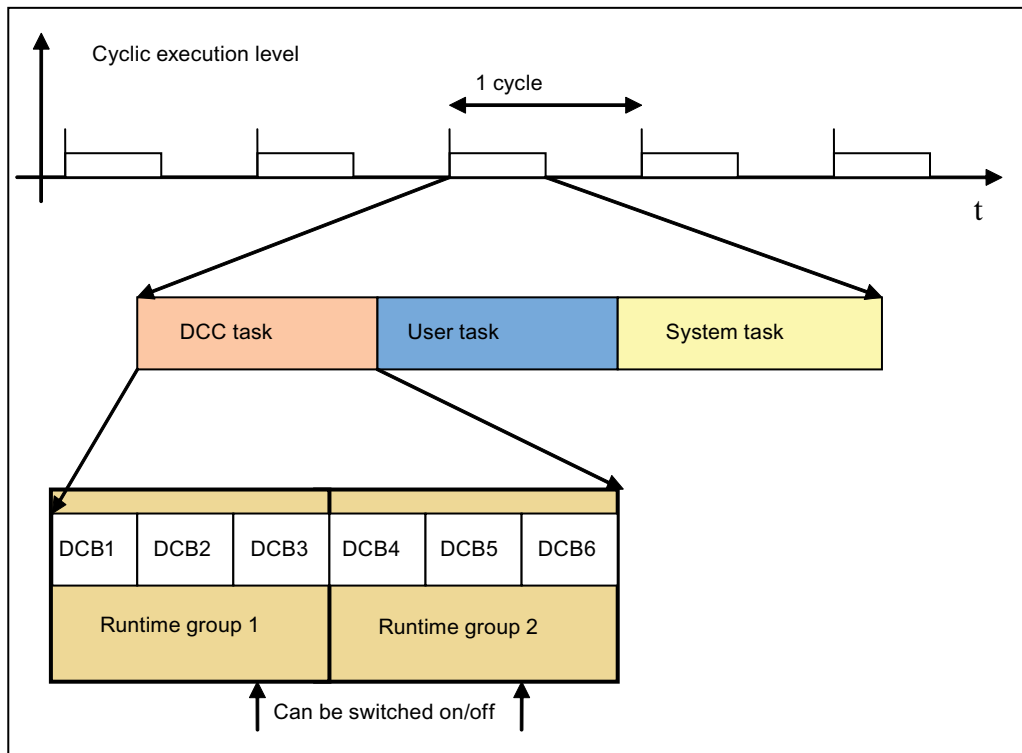 Cyclic execution level
1 cycle
t
DCC task
User task
System task
DCB1
DCB2
DCB3
DCB4
DCB5
DCB6
Runtime group 1
Runtime group 2
Can be switched on/off